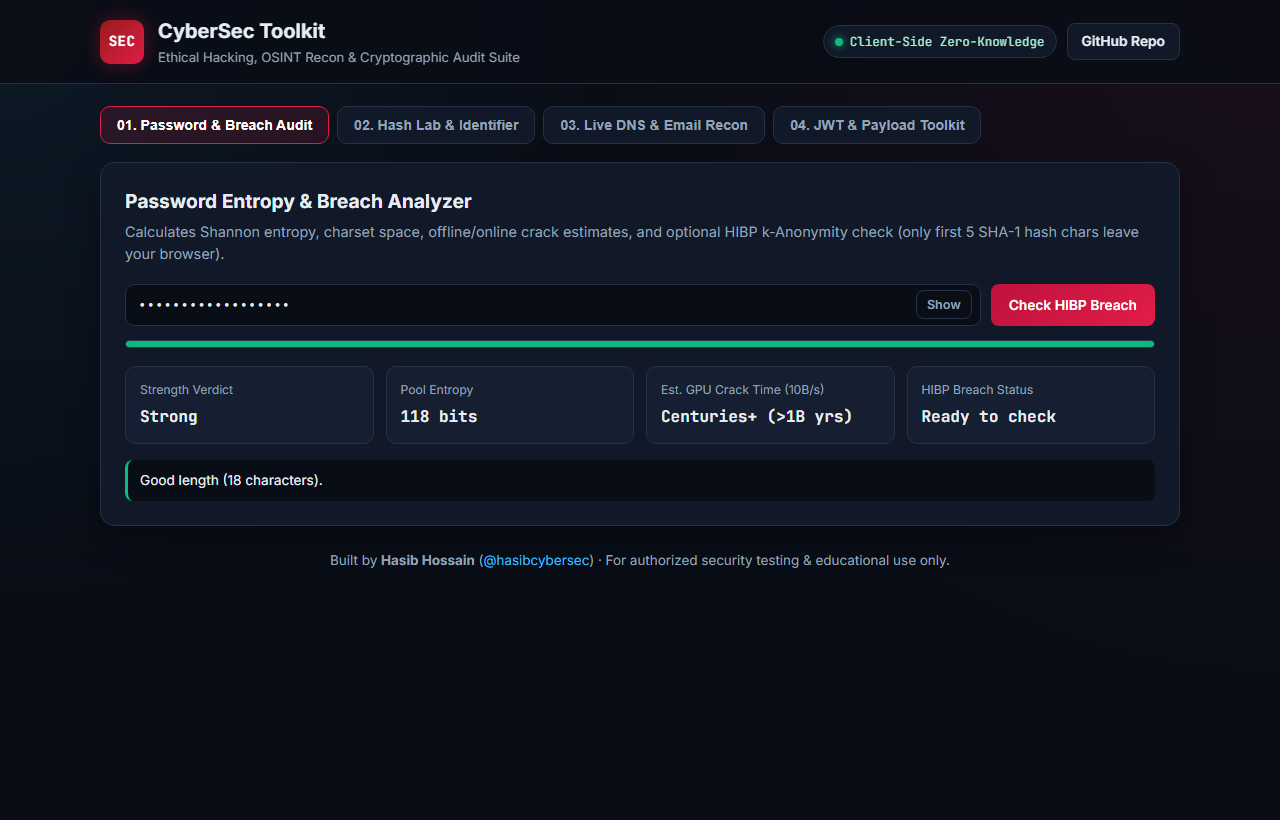 SEC
CyberSec Toolkit
Ethical Hacking, OSINT Recon & Cryptographic Audit Suite
Client-Side Zero-Knowledge
GitHub Repo
01. Password & Breach Audit
02. Hash Lab & Identifier
03. Live DNS & Email Recon
04. JWT & Payload Toolkit
Password Entropy & Breach Analyzer
Calculates Shannon entropy, charset space, offline/online crack estimates, and optional HIBP k-Anonymity check (only first 5 SHA-1 hash chars leave
your browser).
••••••••••••••••••
Show
Check HIBP Breach
Strength Verdict
Strong
Pool Entropy
118 bits
Est. GPU Crack Time (10B/s)
Centuries+ (>1B yrs)
HIBP Breach Status
Ready to check
Good length (18 characters).
Built by Hasib Hossain (@hasibcybersec) · For authorized security testing & educational use only.